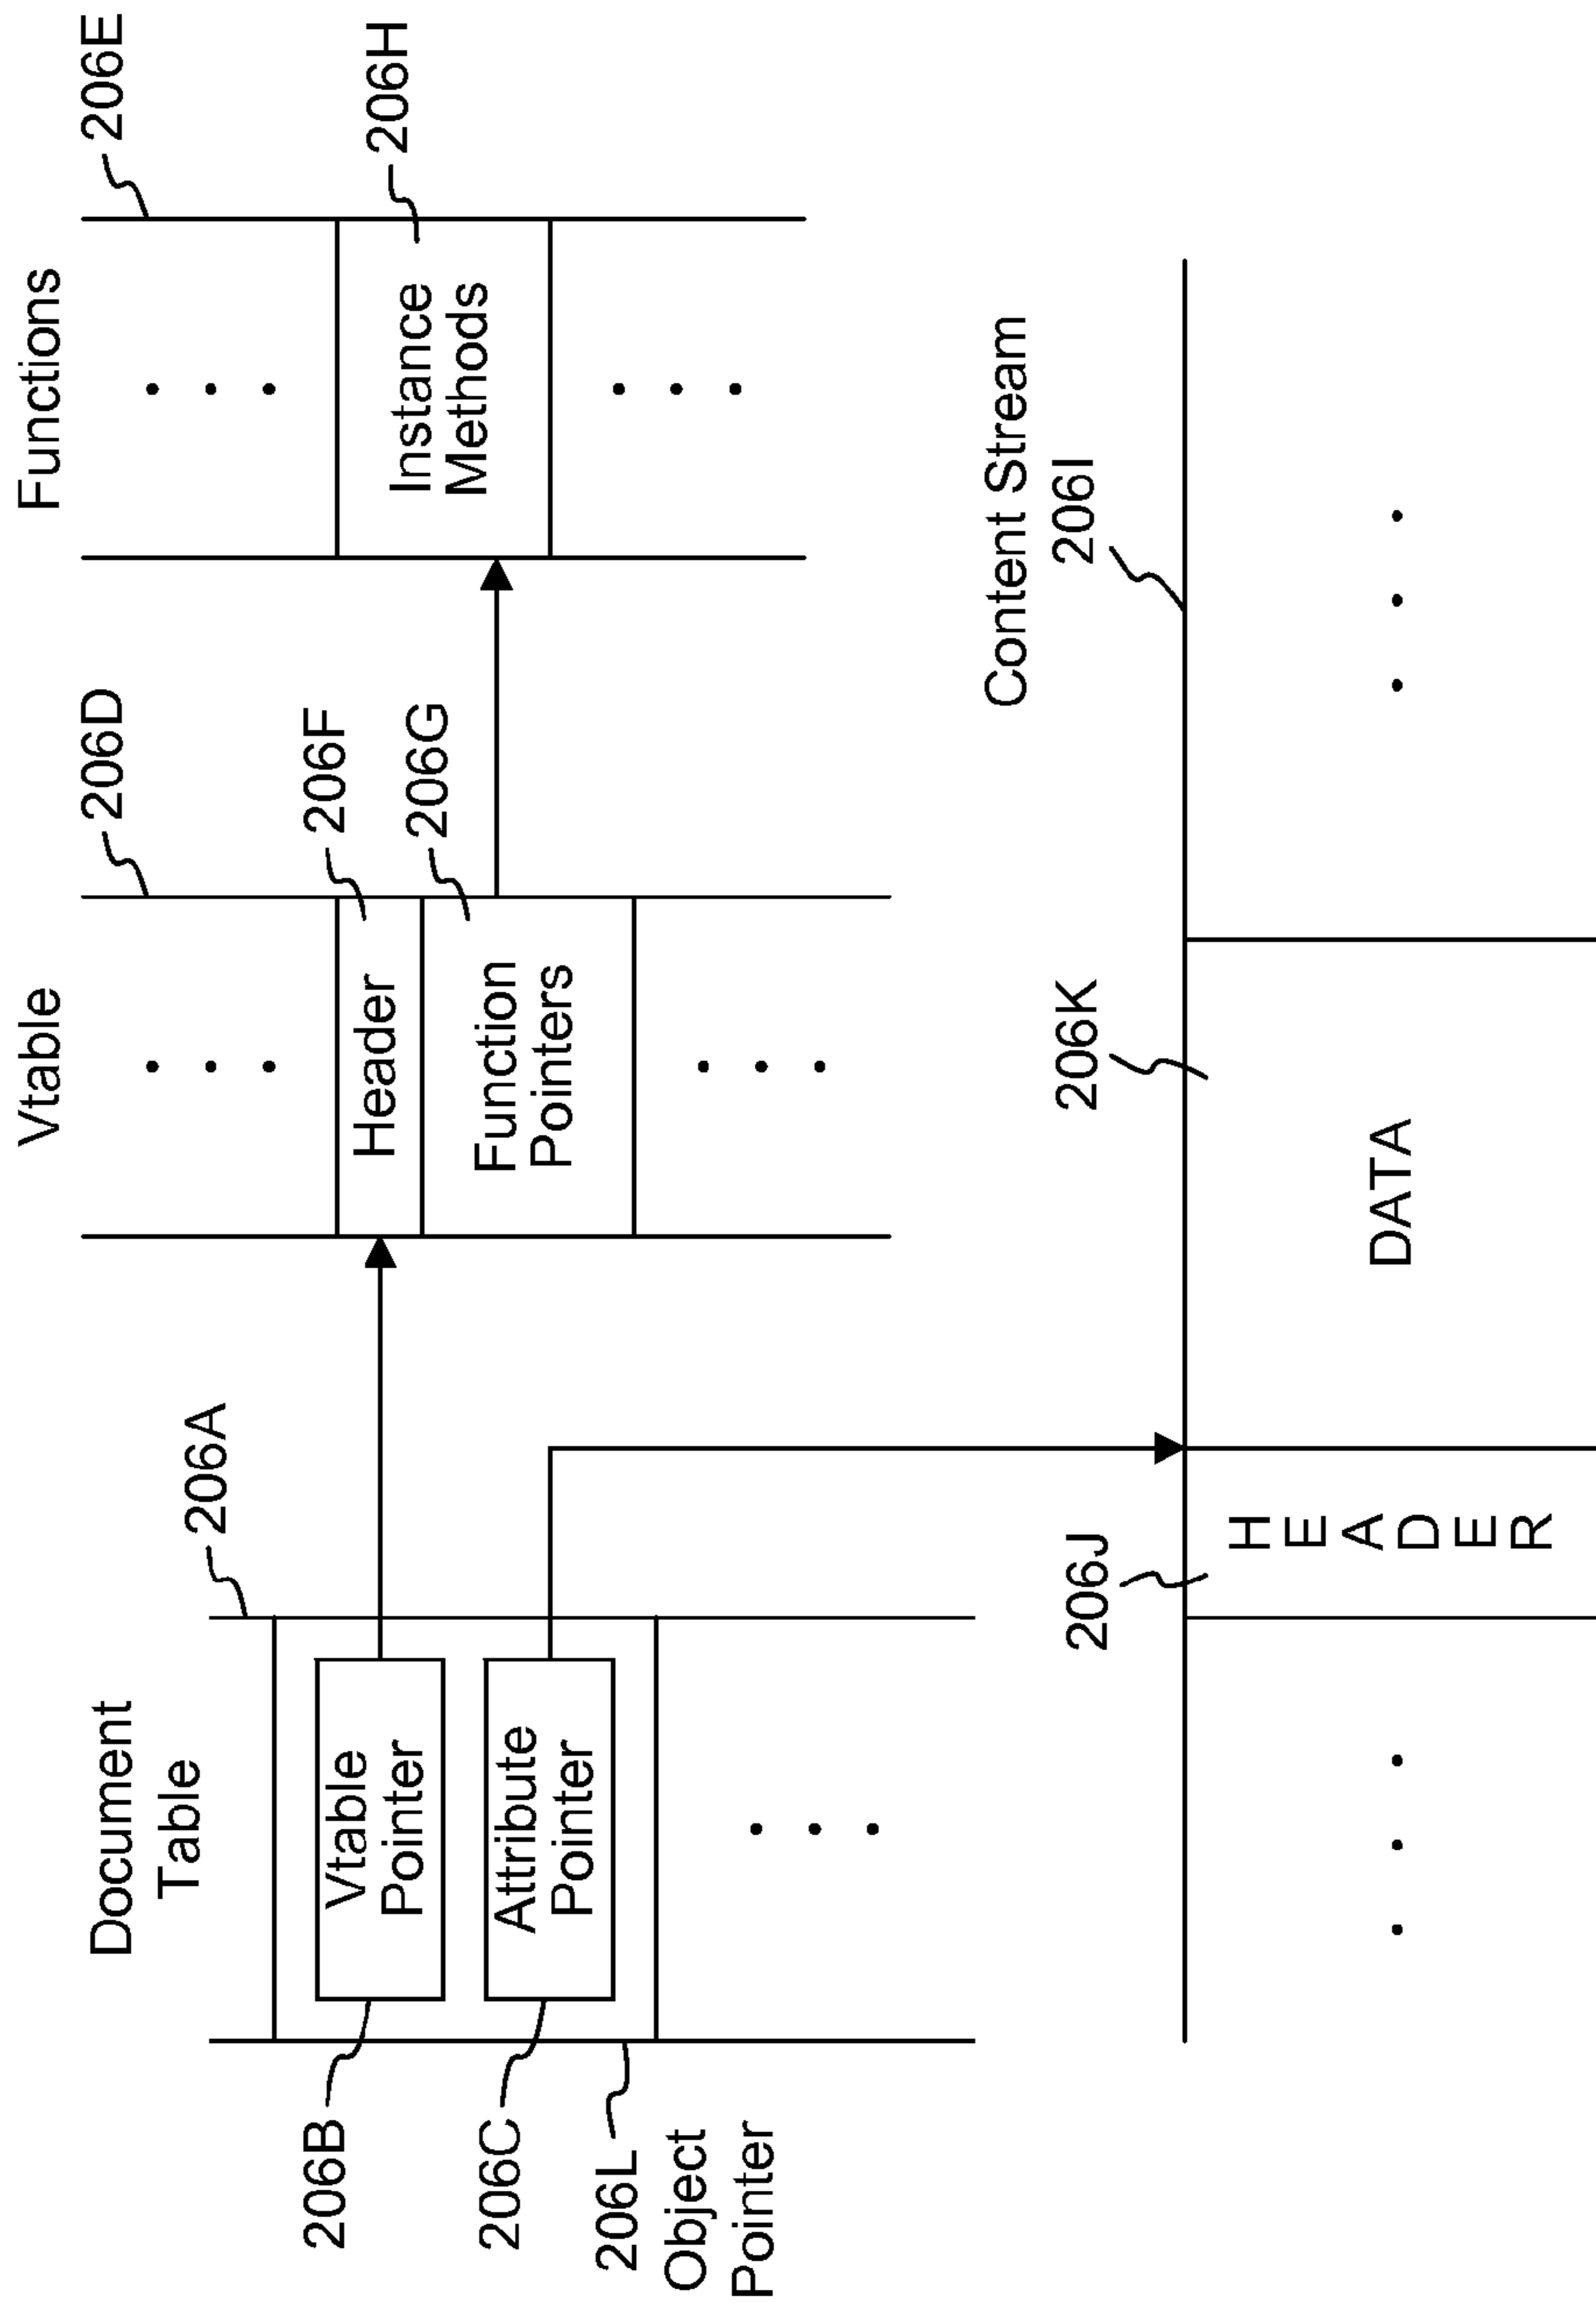 Document
Table
206A
Vtable
Pointer
206B
Attribute
Pointer
206C
206L
Object
Pointer
Vtable
206D
Header
206F
Function
Pointers
206G
Functions
206E
Instance
Methods
206H
Content Stream
206I
206J
HEADER
206K
DATA